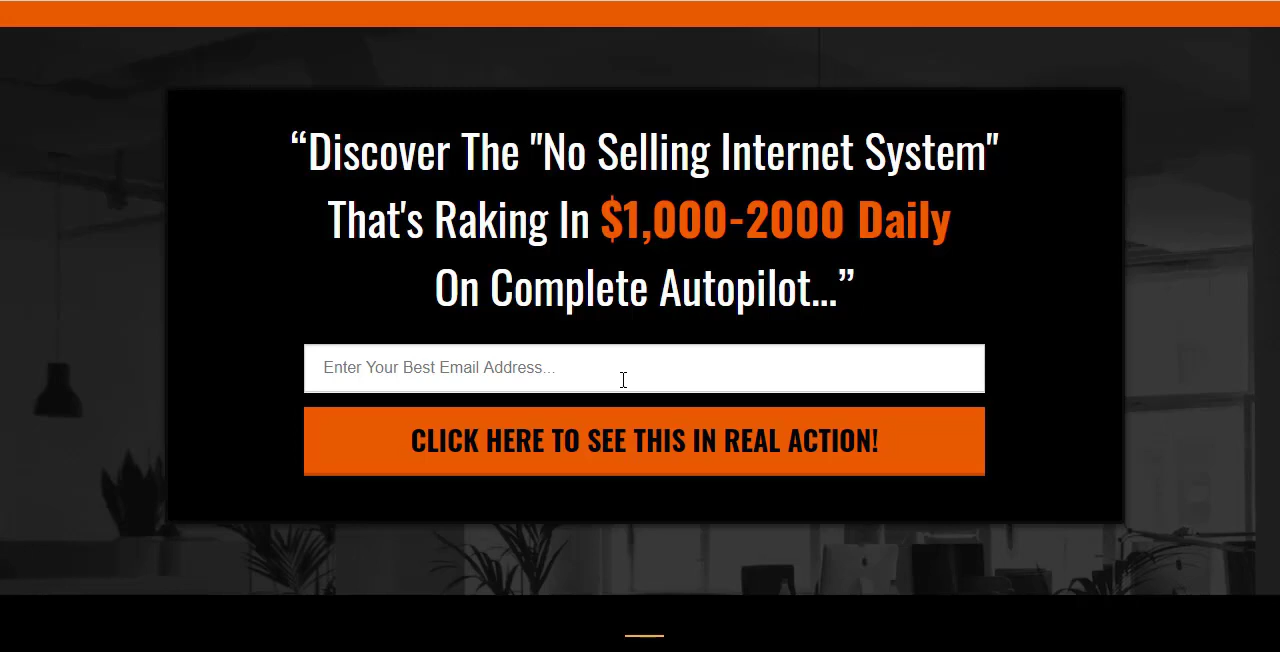 “Discover The "No Selling Internet System"
That's Raking In $1,000-2000 Daily
On Complete Autopilot...”
Enter Your Best Email Address...
CLICK HERE TO SEE THIS IN REAL ACTION!